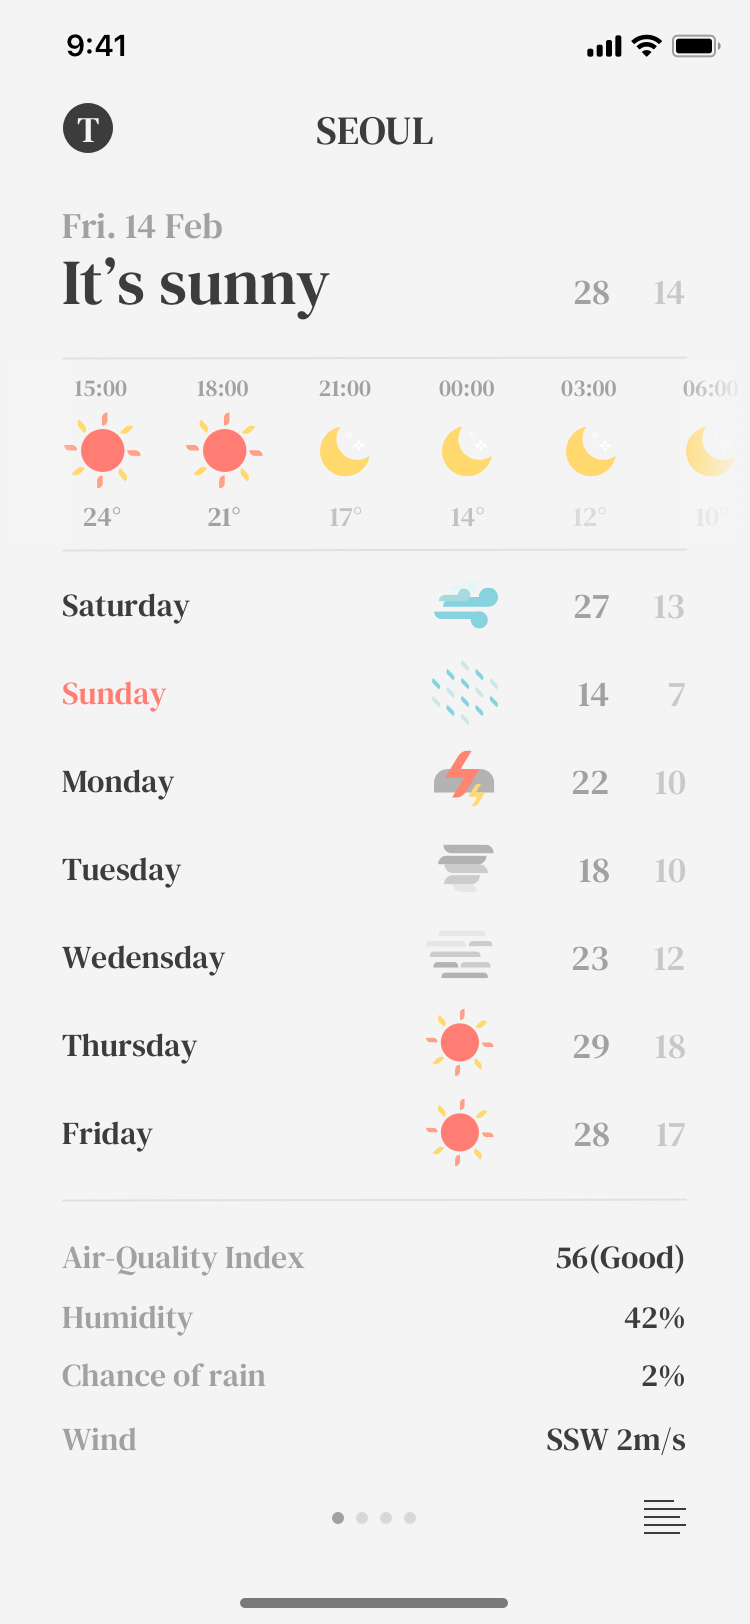 9:41
T
SEOUL
Fri. 14 Feb
It's sunny 28 14
15:00 18:00 21:00 00:00 03:00 06:00
24° 21° 17° 14° 12° 10°
Saturday 27 13
Sunday 14 7
Monday 22 10
Tuesday 18 10
Wedensday 23 12
Thursday 29 18
Friday 28 17
Air-Quality Index 56(Good)
Humidity 42%
Chance of rain 2%
Wind SSW 2m/s